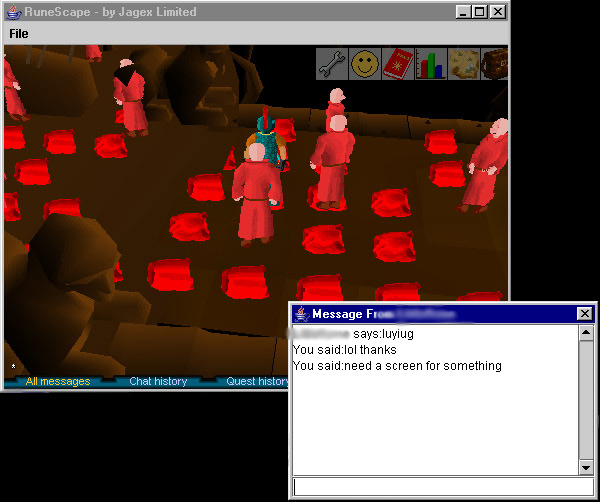 RuneScape - by Jagex Limited
File
*
All messages
Chat history
Quest history
Message From
says:luyiug
You said:lol thanks
You said:need a screen for something